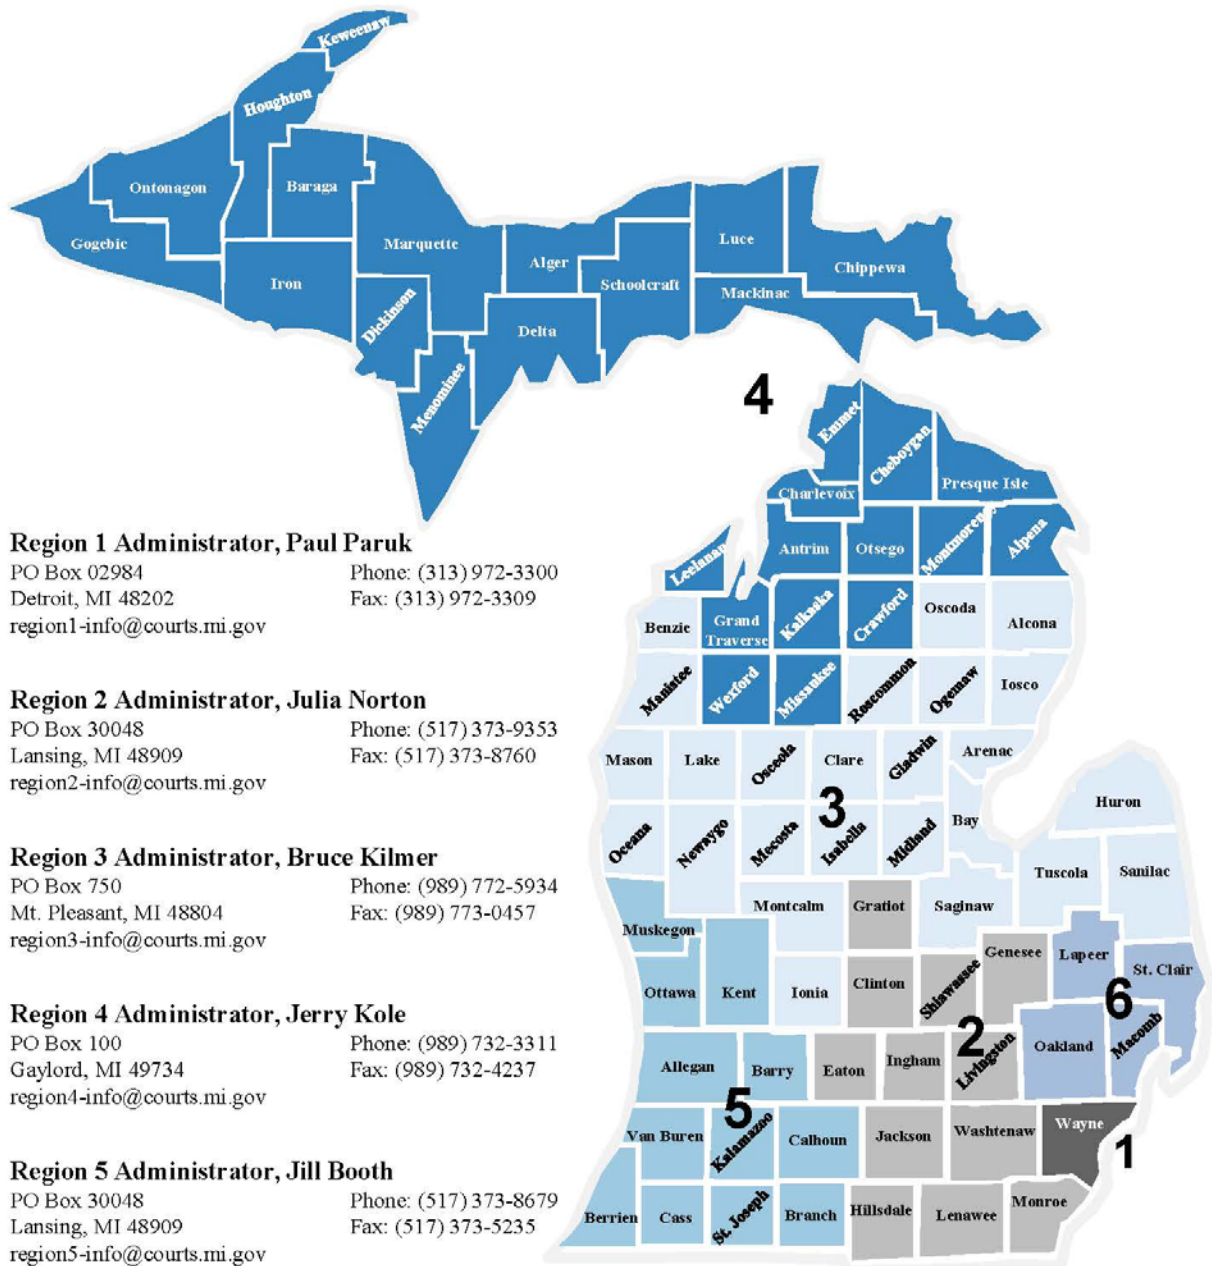 Keweenaw
Houghton
Ontonagon
Baraga
Gogebic
Marquette
Luce
Alger
Chippewa
Iron
Schoolcraft
Mackinac
Dickinson
Delta
Menominee
4
Emmet
Cheboygan
Presque Isle
Charlevoix
Antrim
Otsego
Montmorency
Alpena
Leelanau
Grand
Traverse
Kalkaska
Crawford
Oscoda
Alcona
Benzie
Manistee
Wexford
Missaukee
Roscommon
Ogemaw
Iosco
Mason
Lake
Osceola
Clare
Gladwin
Arenac
3
Huron
Oceana
Newaygo
Mecosta
Isabella
Midland
Bay
Tuscola
Sanilac
Montcalm
Gratiot
Saginaw
Muskegon
Genesee
Lapeer
St. Clair
Ottawa
Kent
Ionia
Clinton
Shiawassee
6
2
Oakland
Macomb
Allegan
Barry
Eaton
Ingham
Livingston
5
Van Buren
Kalamazoo
Calhoun
Jackson
Washtenaw
Wayne
1
Berrien
Cass
St. Joseph
Branch
Hillsdale
Lenawee
Monroe
Region 1 Administrator, Paul Paruk
PO Box 02984 Phone: (313) 972-3300
Detroit, MI 48202 Fax: (313) 972-3309
region1-info@courts.mi.gov
Region 2 Administrator, Julia Norton
PO Box 30048 Phone: (517) 373-9353
Lansing, MI 48909 Fax: (517) 373-8760
region2-info@courts.mi.gov
Region 3 Administrator, Bruce Kilmer
PO Box 750 Phone: (989) 772-5934
Mt. Pleasant, MI 48804 Fax: (989) 773-0457
region3-info@courts.mi.gov
Region 4 Administrator, Jerry Kole
PO Box 100 Phone: (989) 732-3311
Gaylord, MI 49734 Fax: (989) 732-4237
region4-info@courts.mi.gov
Region 5 Administrator, Jill Booth
PO Box 30048 Phone: (517) 373-8679
Lansing, MI 48909 Fax: (517) 373-5235
region5-info@courts.mi.gov